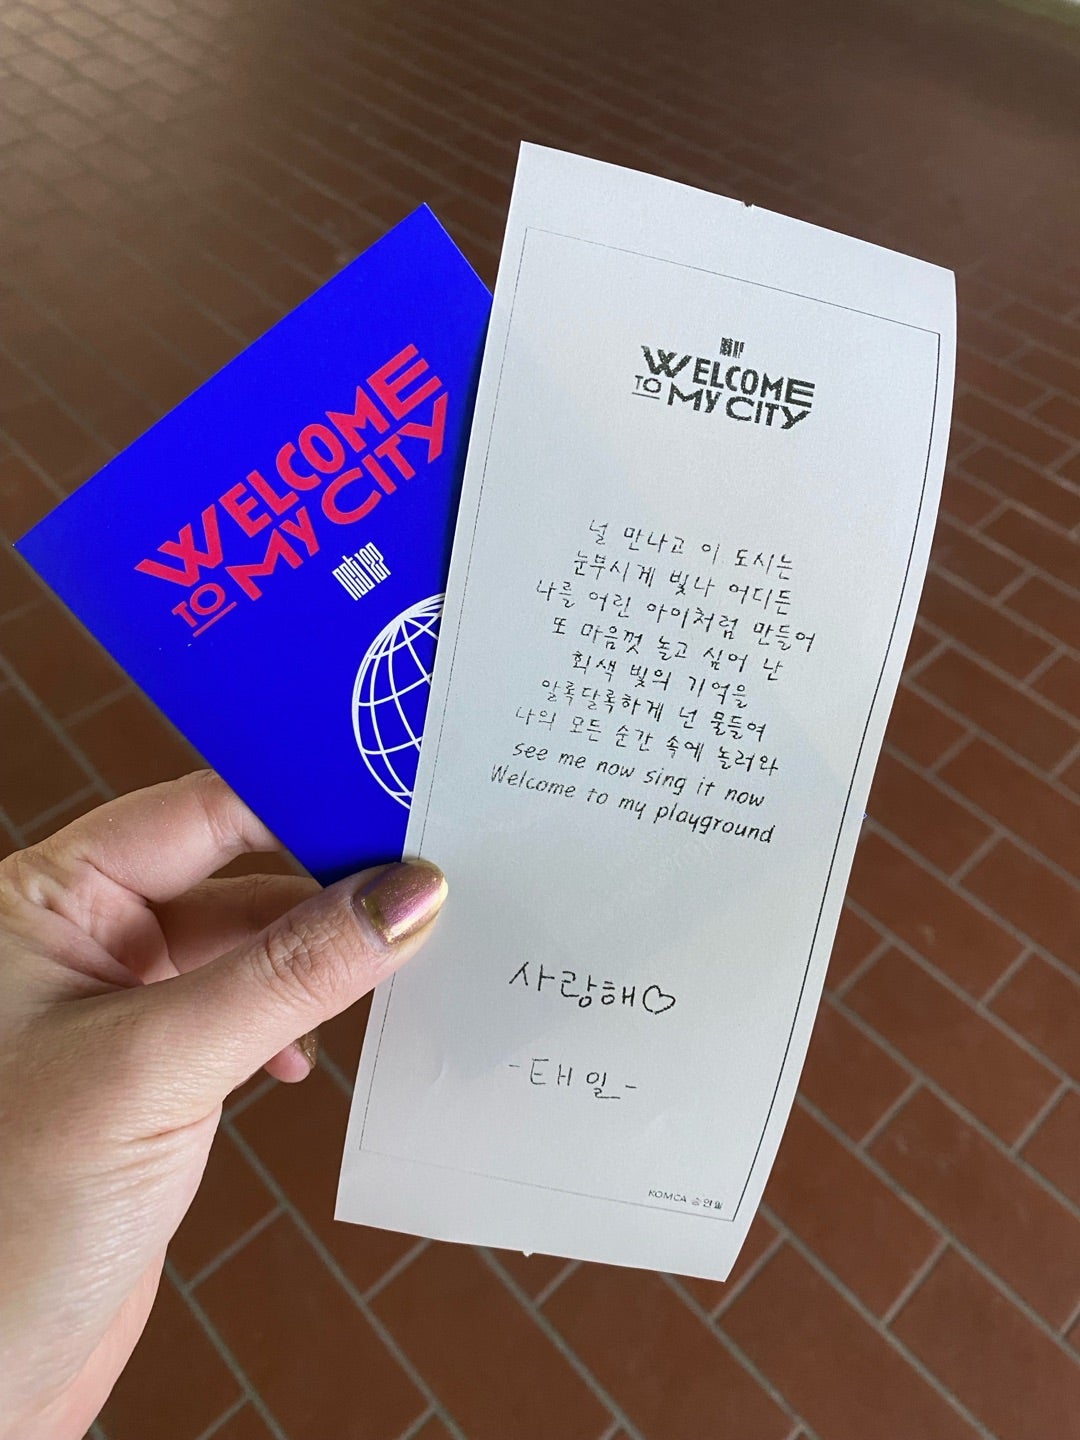 WELCOME
TO MY CITY
nct 127
WELCOME
TO MY CITY
널 만나고 이 도시는
눈부시게 빛나 어디든
나를 어린 아이처럼 만들어
또 마음껏 놀고 싶어 난
회색 빛의 기억을
알록달록하게 넌 물들여
나의 모든 순간 속에 놀러와
see me now sing it now
Welcome to my playground
사랑해♡
-태일-
KOMCA 승인필